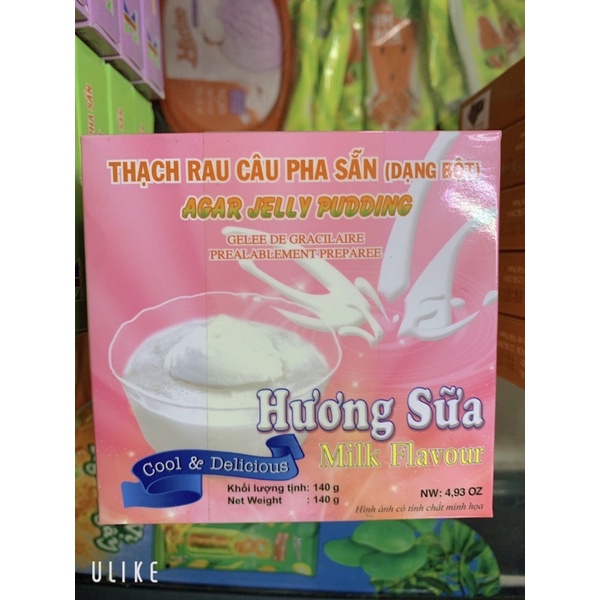 THẠCH RAU CÂU PHA SẴN (DẠNG BỘT)
AGAR JELLY PUDDING
GELEE DE GRACILAIRE
PREALABLEMENT PREPAREE
Hương Sữa
Milk Flavour
Cool & Delicious
Khối lượng tịnh: 140 g
Net Weight : 140 g
NW: 4,93 OZ
Hình ảnh có tính chất minh họa
PHA SẴN
ULIKE